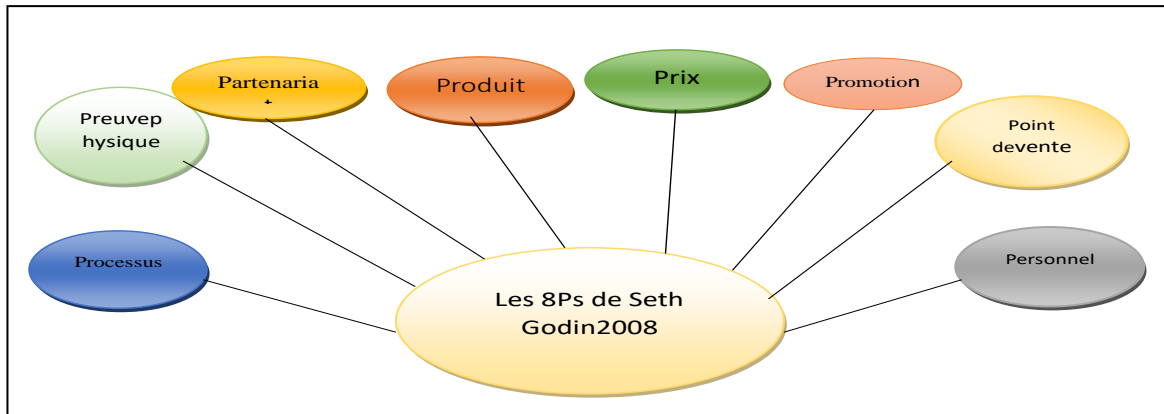 Partenaria
Produit
Prix
Promotion
Preuvep
hysique
Point
devente
Processus
Personnel
Les 8Ps de Seth
Godin2008